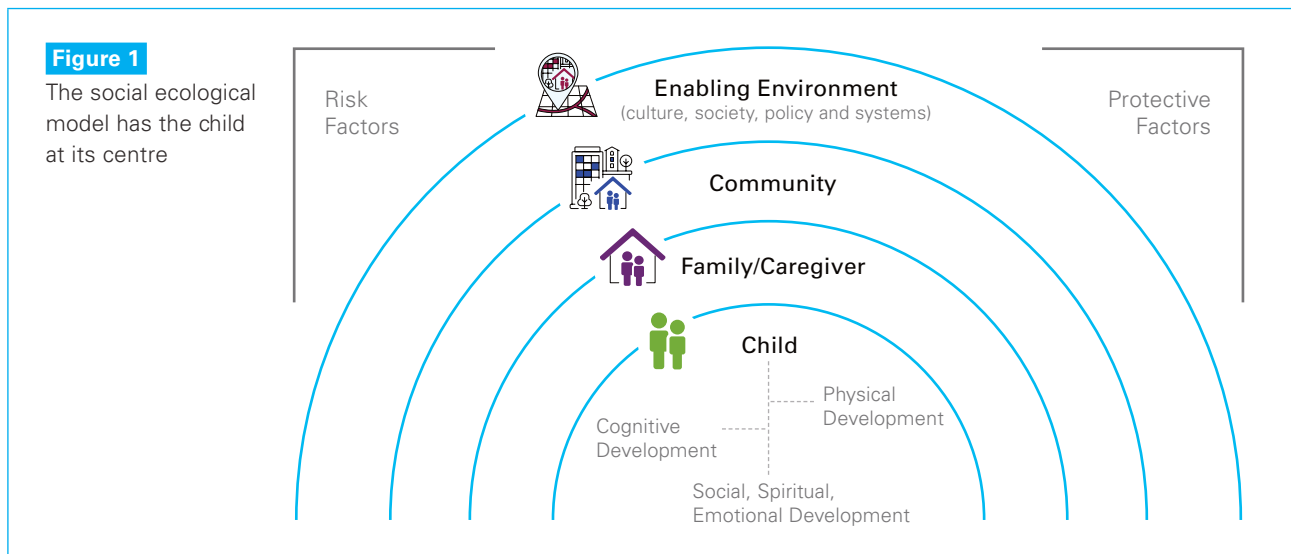 Figure 1
The social ecological
model has the child
at its centre
Risk
Factors
Enabling Environment
(culture, society, policy and systems)
Protective
Factors
Community
Family/Caregiver
Child
Physical
Development
Cognitive
Development
Social, Spiritual,
Emotional Development